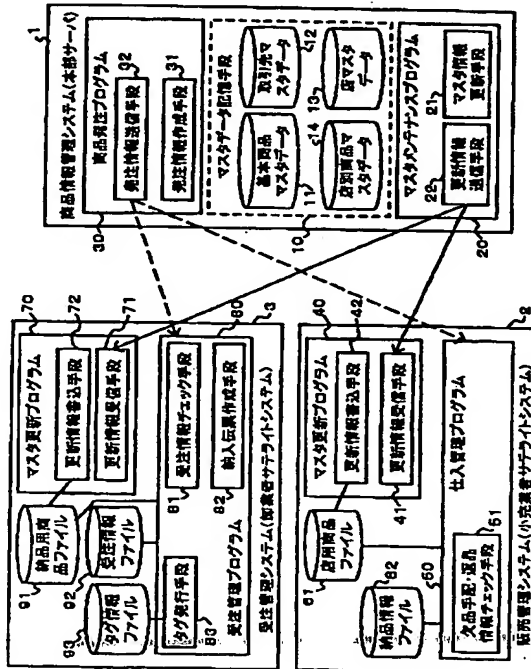 商品情報管理システム(本部サーバ)
1
商品発注プログラム
発注情報送信手段
32
発注情報作成手段
31
30
マスタデータ記憶手段
基本商品マスタデータ
11
取引先マスタデータ
12
店別商品マスタデータ
14
店マスタデータ
13
10
マスタメンテナンスプログラム
更新情報送信手段
22
マスタ情報更新手段
21
20
70
マスタ更新プログラム
更新情報書込手段
72
更新情報受信手段
71
納品用商品ファイル
91
受注情報ファイル
92
タグ情報ファイル
93
受注情報チェック手段
81
納入伝票作成手段
82
タグ発行手段
83
80
受注管理プログラム
受注管理システム(卸業者サテライトシステム)
3
40
マスタ更新プログラム
更新情報書込手段
42
更新情報受信手段
41
店用商品ファイル
61
納品情報ファイル
62
50
仕入管理プログラム
欠品手配・返品情報チェック手段
51
販売管理システム(小売業者サテライトシステム)
2